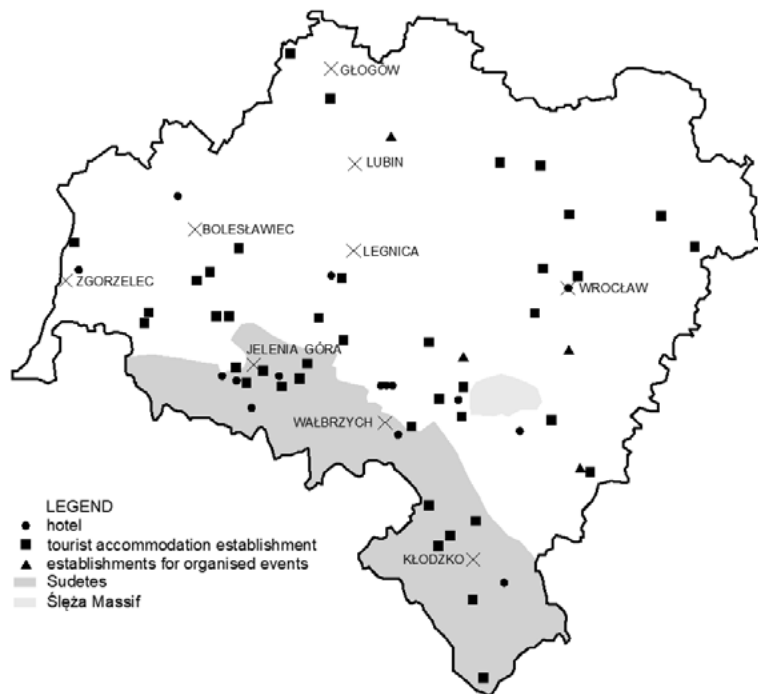 GŁOGÓW
LUBIN
BOLESŁAWIEC
LEGNICA
ZGORZELEC
WROCŁAW
JELENIA GÓRA
WAŁBRZYCH
LEGEND
hotel
tourist accommodation establishment
establishments for organised events
KŁODZKO
Sudetes
Ślęża Massif